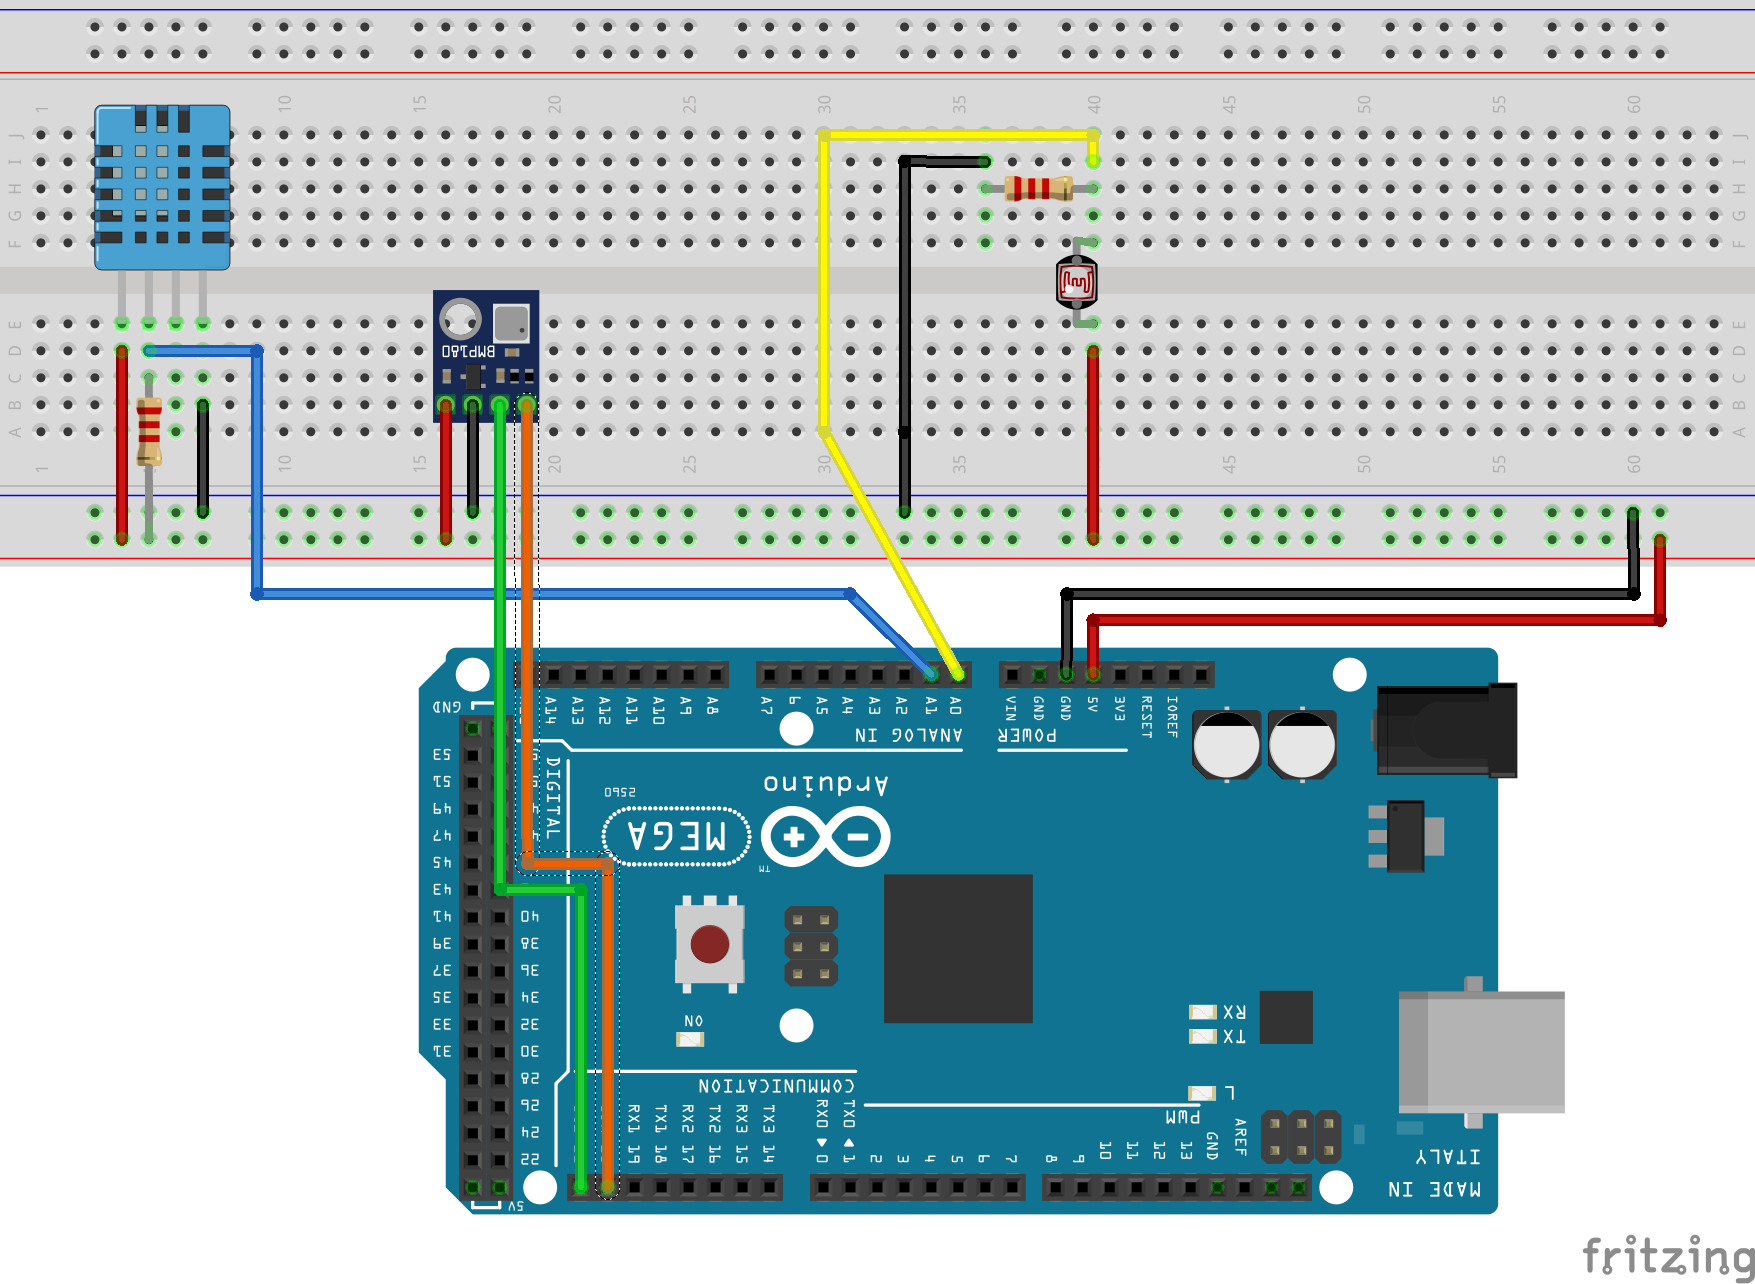 1 10 15 20 25 30 35 40 45 50 55 60
J J
I I
H H
G G
F F
E E
D D
C C
B B
A A
BMP180
1 10 15 20 25 30 35 45 50 55 60
GND
A14 A13 A12 A11 A10 A9 A8
A7 6 A5 A4 A3 A2 A1 A0
VIN GND GND 5V 3V3 RESET IOREF
ANALOG IN
POWER
DIGITAL
53
51
49
47
45
43
41 40
39 38
37 36
35 34
33 32
31 30
28
26
24
22
5V
2560
Arduino
MEGA
TM
ON
RX
TX
L
COMMUNICATION
PWM
RX1 19
TX1 18
RX2 17
TX2 16
RX3 15
TX3 14
RX0 0
TX0 1
2 3 4 5 6 7
8 9 10 11 12 13 GND AREF
MADE IN
ITALY
fritzing